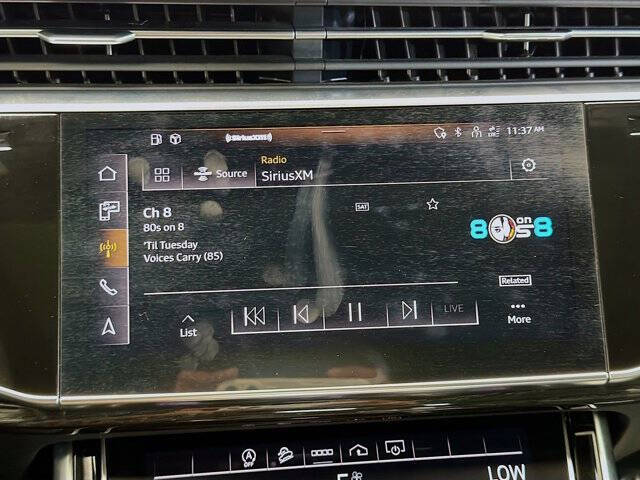 ((SiriusXM))
11:37 AM
Radio
Source
SiriusXM
Ch 8
SAT
80s on 8
80s on 8
'Til Tuesday
Voices Carry (85)
Related
LIVE
List
More
OFF
LOW